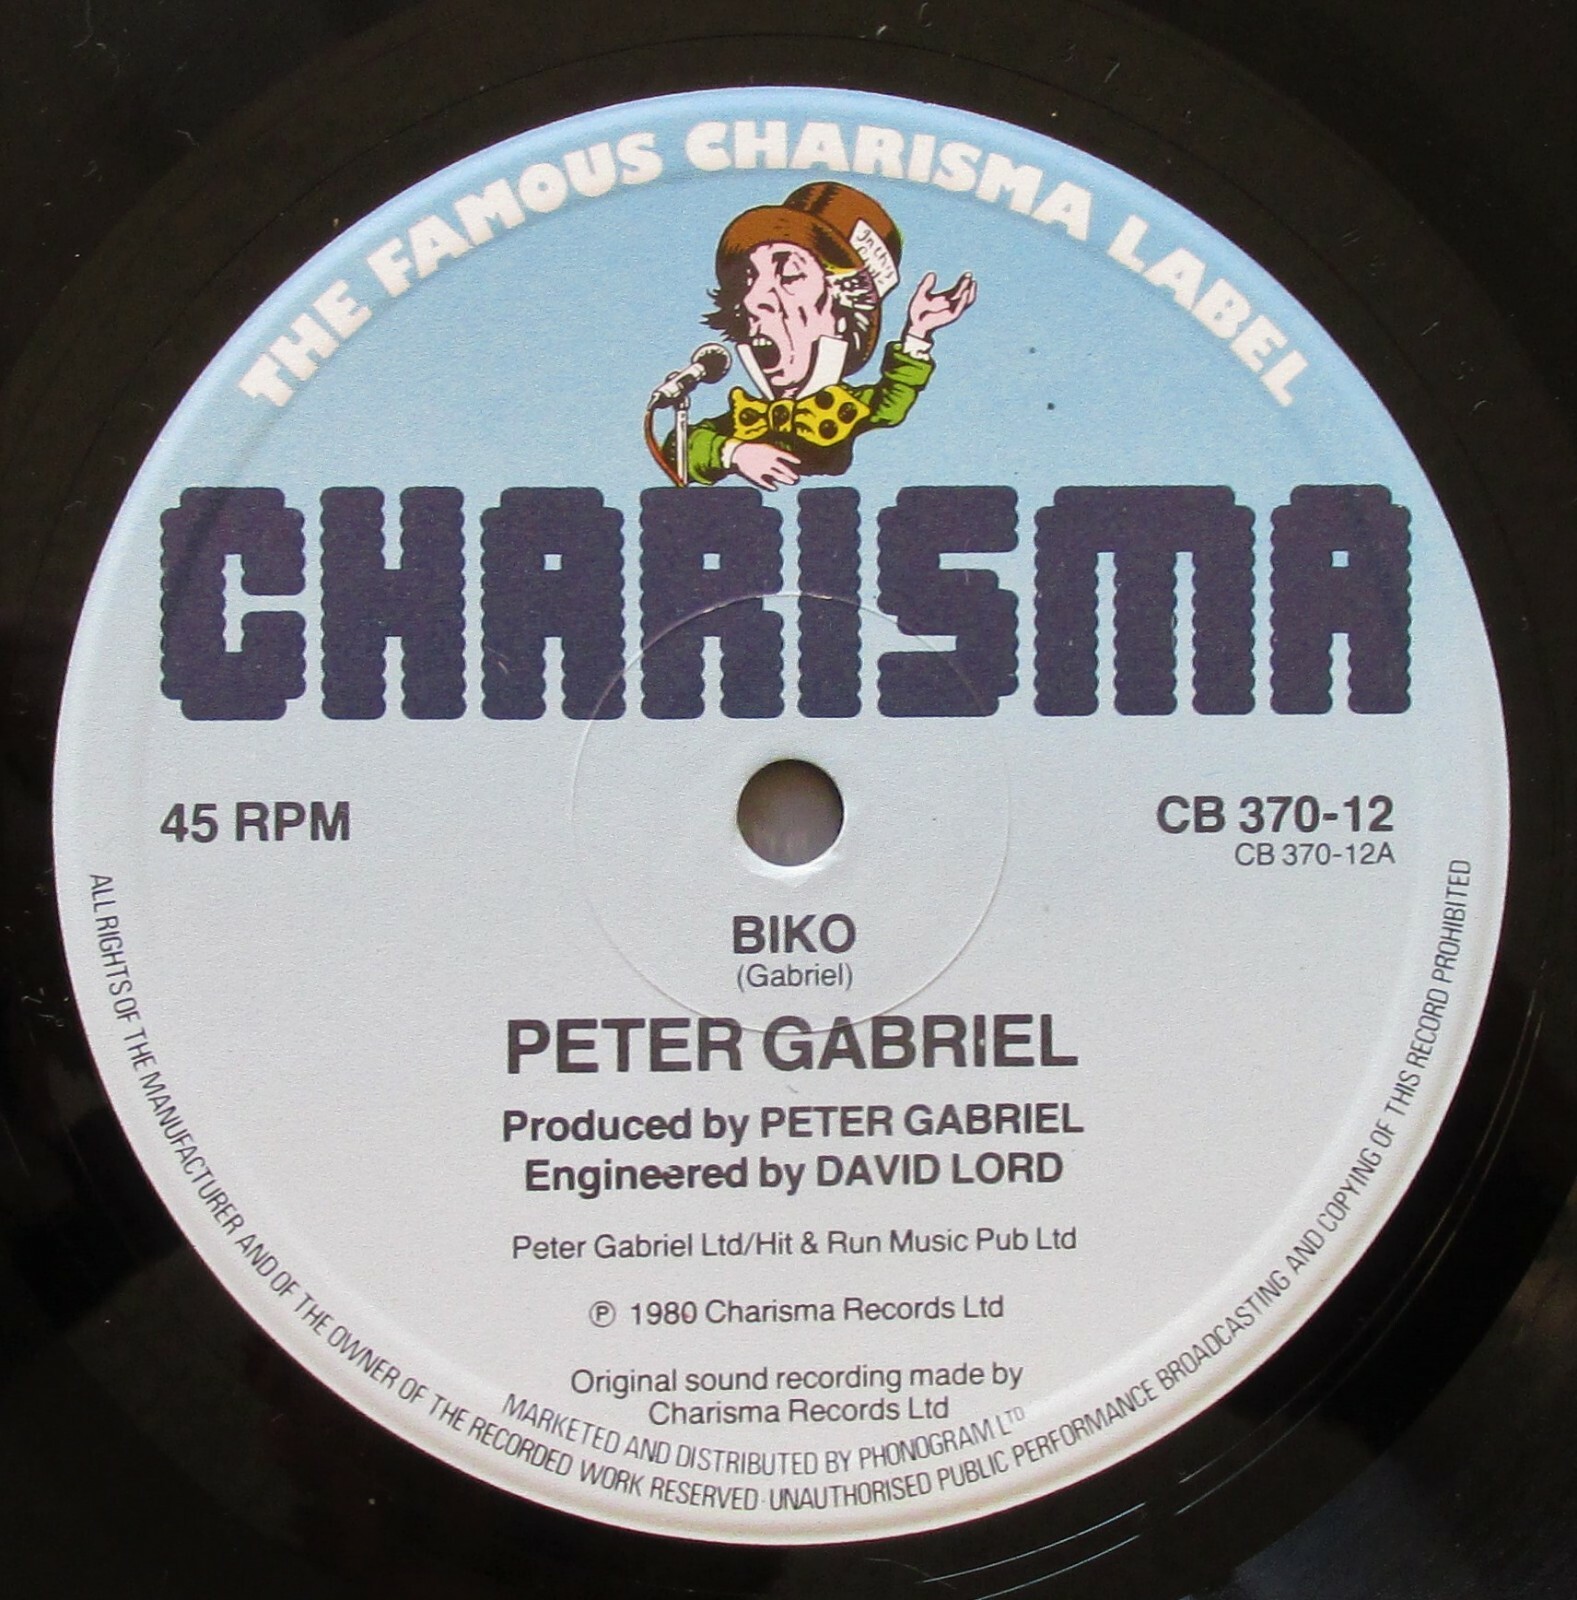 THE FAMOUS CHARISMA LABEL
In this
CHARISMA
45 RPM
CB 370-12
CB 370-12A
BIKO
(Gabriel)
PETER GABRIEL
Produced by PETER GABRIEL
Engineered by DAVID LORD
Peter Gabriel Ltd/Hit & Run Music Pub Ltd
Ⓟ 1980 Charisma Records Ltd
Original sound recording made by
Charisma Records Ltd
MARKETED AND DISTRIBUTED BY PHONOGRAM LTD
ALL RIGHTS OF THE MANUFACTURER AND OF THE OWNER OF THE RECORDED WORK RESERVED · UNAUTHORISED PUBLIC PERFORMANCE BROADCASTING AND COPYING OF THIS RECORD PROHIBITED